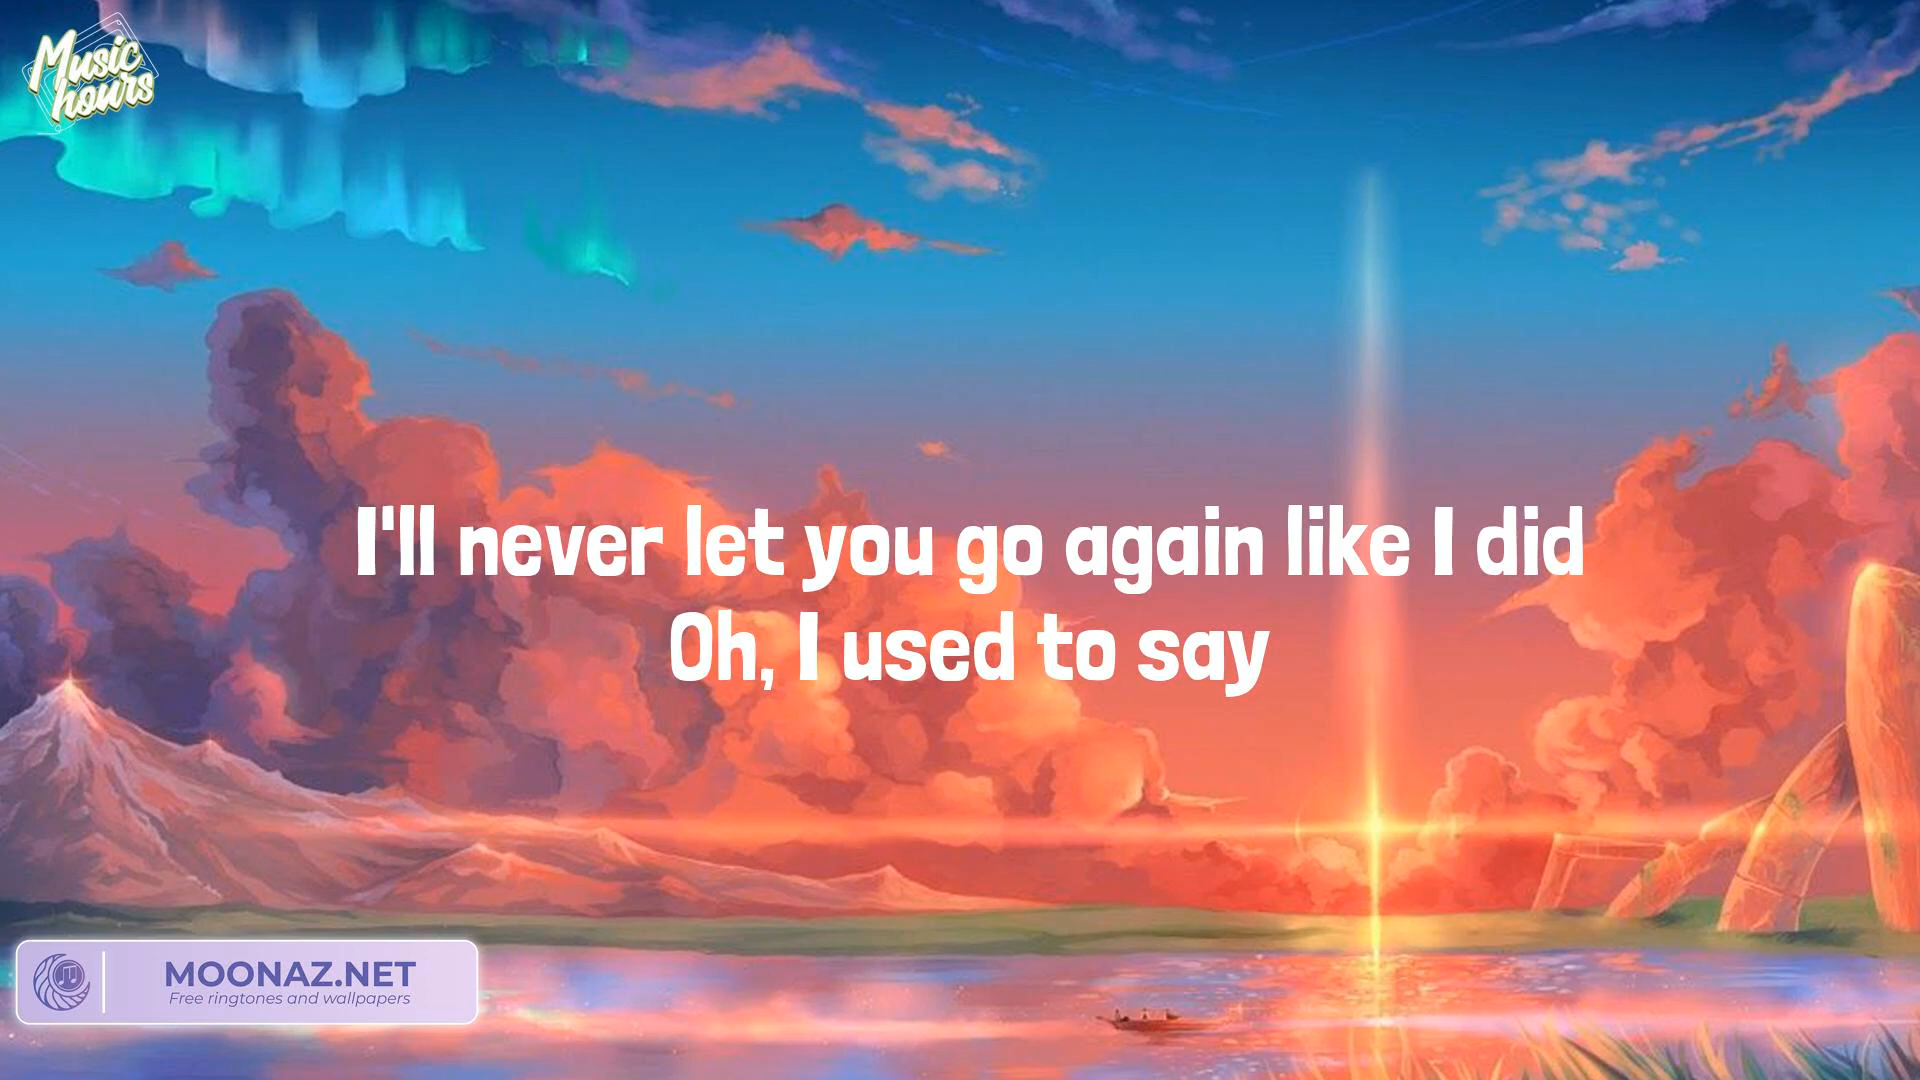 Music
hours
I'll never let you go again like I did
Oh, I used to say
MOONAZ.NET
Free ringtones and wallpapers